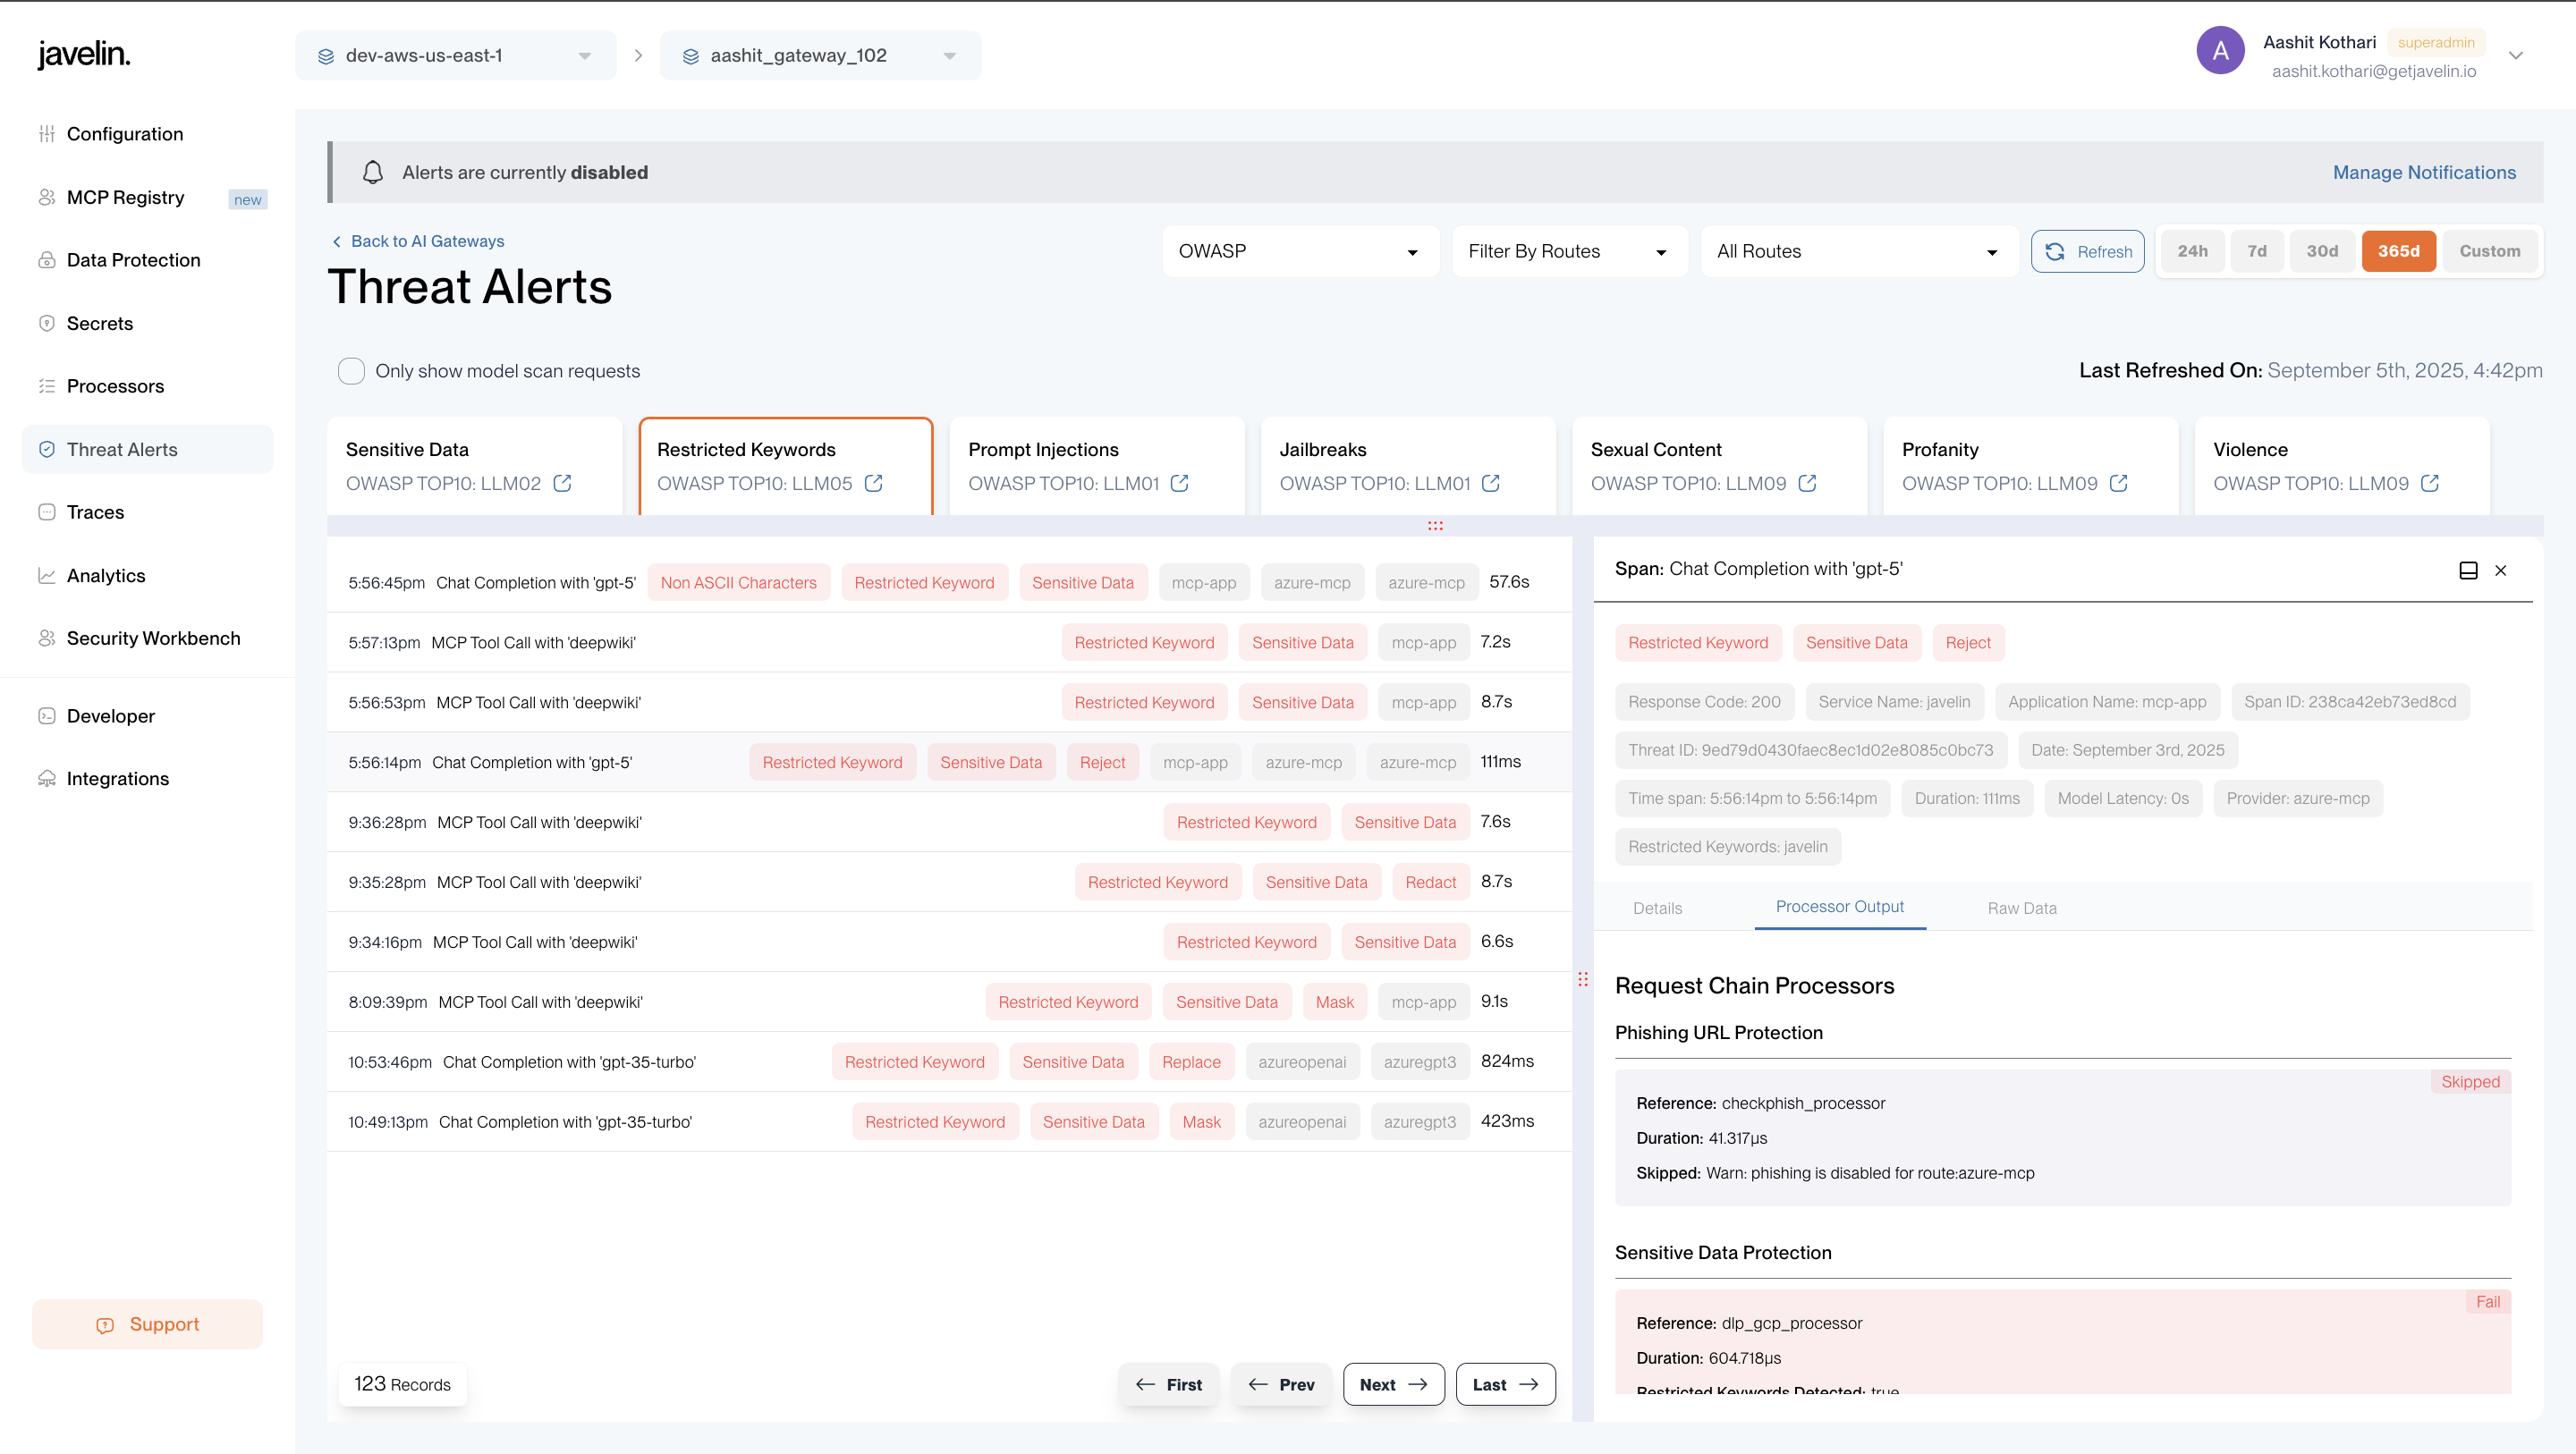 javelin.
dev-aws-us-east-1
aashit_gateway_102
A
Aashit Kothari superadmin
aashit.kothari@getjavelin.io
Configuration
MCP Registry new
Data Protection
Secrets
Processors
Threat Alerts
Traces
Analytics
Security Workbench
Developer
Integrations
Support
Alerts are currently disabled
Manage Notifications
Back to AI Gateways
Threat Alerts
OWASP
Filter By Routes
All Routes
Refresh
24h 7d 30d 365d Custom
Only show model scan requests
Last Refreshed On: September 5th, 2025, 4:42pm
Sensitive Data
OWASP TOP10: LLM02
Restricted Keywords
OWASP TOP10: LLM05
Prompt Injections
OWASP TOP10: LLM01
Jailbreaks
OWASP TOP10: LLM01
Sexual Content
OWASP TOP10: LLM09
Profanity
OWASP TOP10: LLM09
Violence
OWASP TOP10: LLM09
5:56:45pm Chat Completion with 'gpt-5' Non ASCII Characters Restricted Keyword Sensitive Data mcp-app azure-mcp azure-mcp 57.6s
5:57:13pm MCP Tool Call with 'deepwiki' Restricted Keyword Sensitive Data mcp-app 7.2s
5:56:53pm MCP Tool Call with 'deepwiki' Restricted Keyword Sensitive Data mcp-app 8.7s
5:56:14pm Chat Completion with 'gpt-5' Restricted Keyword Sensitive Data Reject mcp-app azure-mcp azure-mcp 111ms
9:36:28pm MCP Tool Call with 'deepwiki' Restricted Keyword Sensitive Data 7.6s
9:35:28pm MCP Tool Call with 'deepwiki' Restricted Keyword Sensitive Data Redact 8.7s
9:34:16pm MCP Tool Call with 'deepwiki' Restricted Keyword Sensitive Data 6.6s
8:09:39pm MCP Tool Call with 'deepwiki' Restricted Keyword Sensitive Data Mask mcp-app 9.1s
10:53:46pm Chat Completion with 'gpt-35-turbo' Restricted Keyword Sensitive Data Replace azureopenai azuregpt3 824ms
10:49:13pm Chat Completion with 'gpt-35-turbo' Restricted Keyword Sensitive Data Mask azureopenai azuregpt3 423ms
123 Records
First
Prev
Next
Last
Span: Chat Completion with 'gpt-5'
Restricted Keyword Sensitive Data Reject
Response Code: 200 Service Name: javelin Application Name: mcp-app Span ID: 238ca42eb73ed8cd
Threat ID: 9ed79d0430faec8ec1d02e8085c0bc73 Date: September 3rd, 2025
Time span: 5:56:14pm to 5:56:14pm Duration: 111ms Model Latency: 0s Provider: azure-mcp
Restricted Keywords: javelin
Details Processor Output Raw Data
Request Chain Processors
Phishing URL Protection
Skipped
Reference: checkphish_processor
Duration: 41.317µs
Skipped: Warn: phishing is disabled for route:azure-mcp
Sensitive Data Protection
Fail
Reference: dlp_gcp_processor
Duration: 604.718µs
Restricted Keywords Detected: true